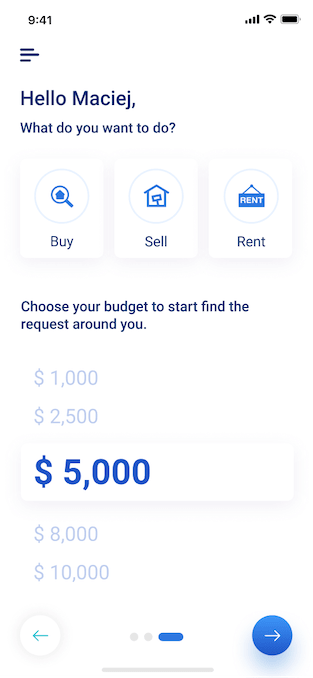 9:41
Hello Maciej,
What do you want to do?
RENT
Buy
Sell
Rent
Choose your budget to start find the
request around you.
$ 1,000
$ 2,500
$ 5,000
$ 8,000
$ 10,000